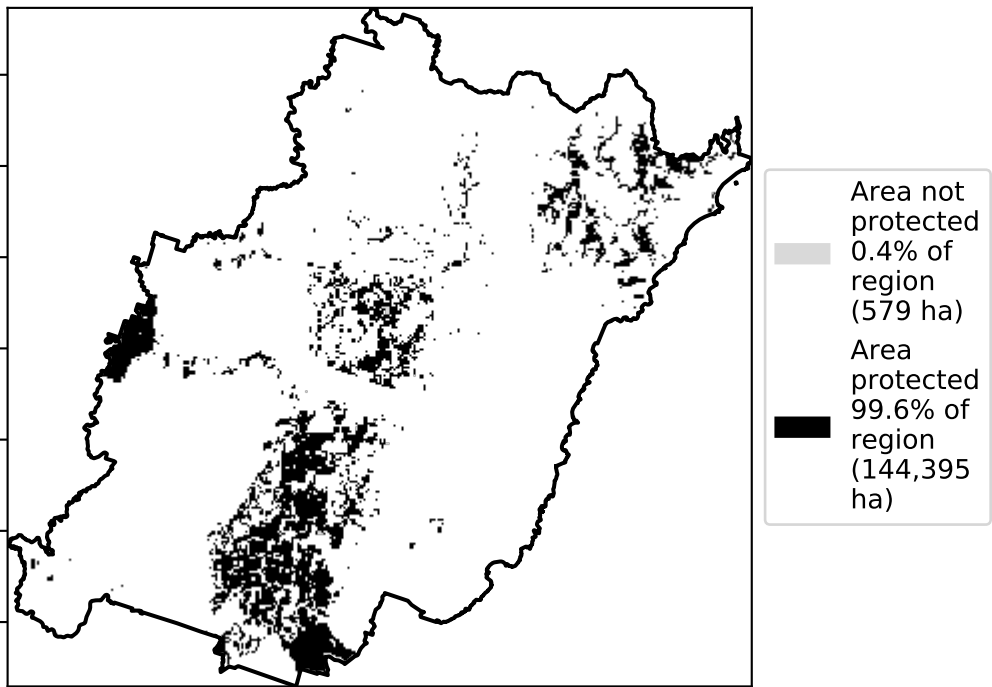 Area not
protected
0.4% of
region
(579 ha)
Area
protected
99.6% of
region
(144,395
ha)